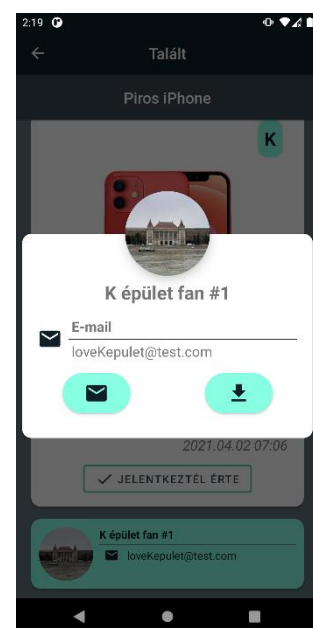 2:19
Talált
Piros iPhone
K
K épület fan #1
E-mail
loveKepulet@test.com
2021.04.02 07:06
JELENTKEZTÉL ÉRTE
K épület fan #1
loveKepulet@test.com